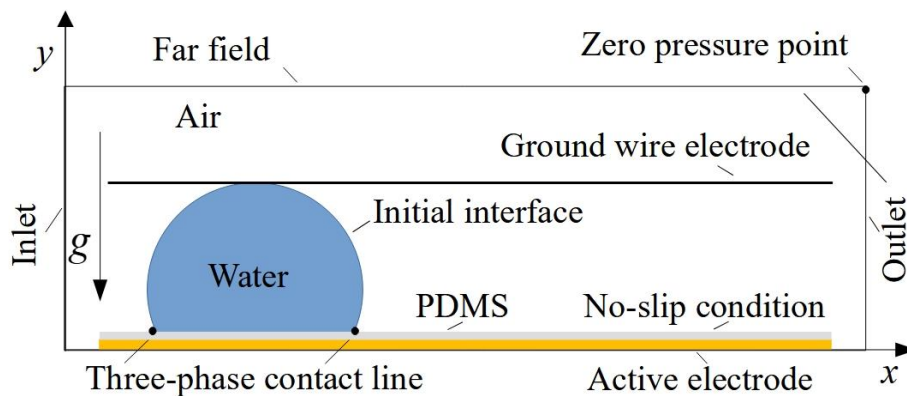 y
Far field
Zero pressure point
Air
Ground wire electrode
Inlet
g
Initial interface
Outlet
Water
PDMS
No-slip condition
Three-phase contact line
Active electrode
x